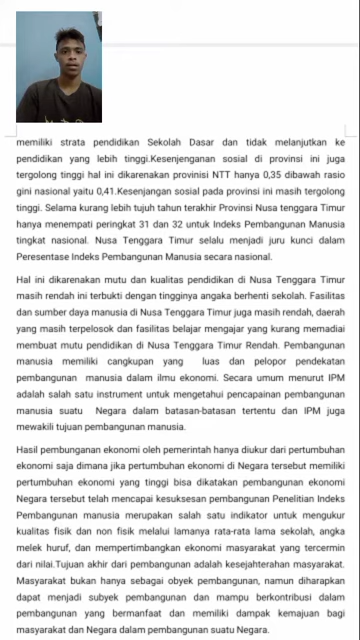 memiliki strata pendidikan Sekolah Dasar dan tidak melanjutkan ke
pendidikan yang lebih tinggi.Kesenjenganan sosial di provinsi ini juga
tergolong tinggi hal ini dikarenakan provinisi NTT hanya 0,35 dibawah rasio
gini nasional yaitu 0,41.Kesenjangan sosial pada provinsi ini masih tergolong
tinggi. Selama kurang lebih tujuh tahun terakhir Provinsi Nusa tenggara Timur
hanya menempati peringkat 31 dan 32 untuk Indeks Pembangunan Manusia
tingkat nasional. Nusa Tenggara Timur selalu menjadi juru kunci dalam
Peresentase Indeks Pembangunan Manusia secara nasional.
Hal ini dikarenakan mutu dan kualitas pendidikan di Nusa Tenggara Timur
masih rendah ini terbukti dengan tingginya angaka berhenti sekolah. Fasilitas
dan sumber daya manusia di Nusa Tenggara Timur juga masih rendah, daerah
yang masih terpelosok dan fasilitas belajar mengajar yang kurang memadiai
membuat mutu pendidikan di Nusa Tenggara Timur Rendah. Pembangunan
manusia memiliki cangkupan yang luas dan pelopor pendekatan
pembangunan manusia dalam ilmu ekonomi. Secara umum menurut IPM
adalah salah satu instrument untuk mengetahui pencapainan pembangunan
manusia suatu Negara dalam batasan-batasan tertentu dan IPM juga
mewakili tujuan pembangunan manusia.
Hasil pembunganan ekonomi oleh pemerintah hanya diukur dari pertumbuhan
ekonomi saja dimana jika pertumbuhan ekonomi di Negara tersebut memiliki
pertumbuhan ekonomi yang tinggi bisa dikatakan pembangunan ekonomi
Negara tersebut telah mencapai kesuksesan pembangunan Penelitian Indeks
Pembangunan manusia merupakan salah satu indikator untuk mengukur
kualitas fisik dan non fisik melalui lamanya rata-rata lama sekolah, angka
melek huruf, dan mempertimbangkan ekonomi masyarakat yang tercermin
dari nilai.Tujuan akhir dari pembangunan adalah kesejahterahan masyarakat.
Masyarakat bukan hanya sebagai obyek pembangunan, namun diharapkan
dapat menjadi subyek pembangunan dan mampu berkontribusi dalam
pembangunan yang bermanfaat dan memiliki dampak kemajuan bagi
masyarakat dan Negara dalam pembangunan suatu Negara.